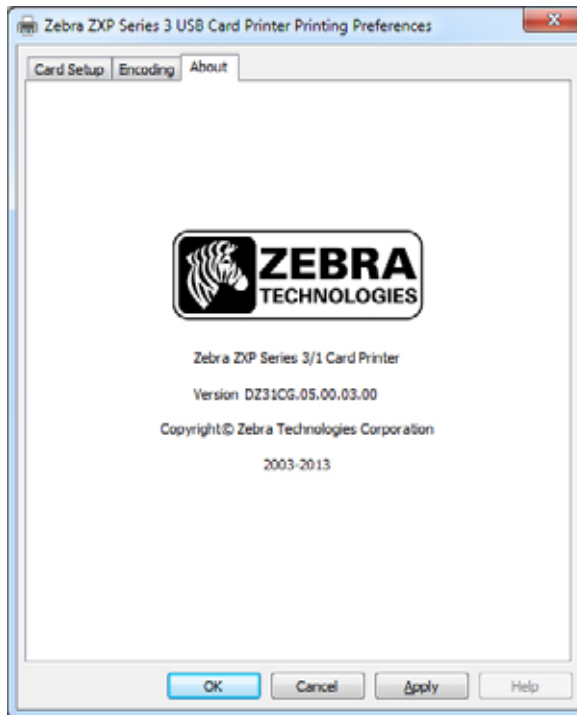 Zebra ZXP Series 3 USB Card Printer Printing Preferences
Card Setup Encoding About
ZEBRA
TECHNOLOGIES
Zebra ZXP Series 3/1 Card Printer
Version DZ31CG.05.00.03.00
Copyright© Zebra Technologies Corporation
2003-2013
OK Cancel Apply Help